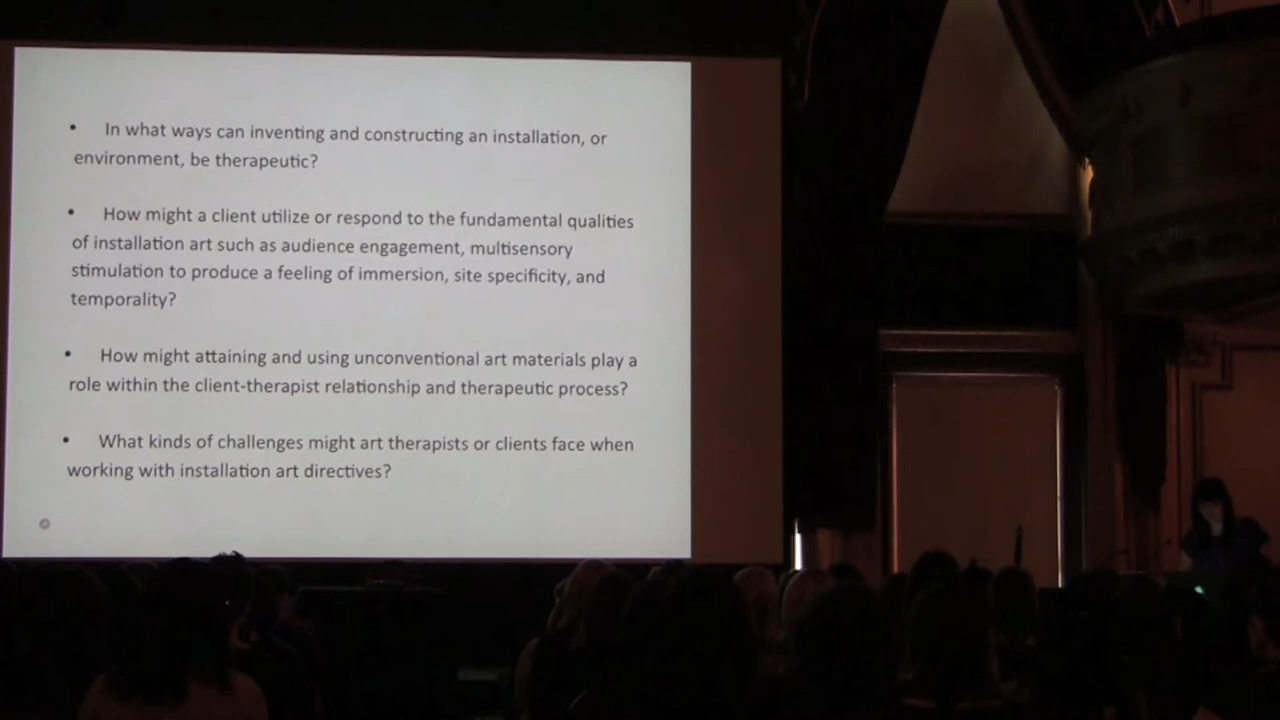 • In what ways can inventing and constructing an installation, or
environment, be therapeutic?
• How might a client utilize or respond to the fundamental qualities
of installation art such as audience engagement, multisensory
stimulation to produce a feeling of immersion, site specificity, and
temporality?
• How might attaining and using unconventional art materials play a
role within the client-therapist relationship and therapeutic process?
• What kinds of challenges might art therapists or clients face when
working with installation art directives?